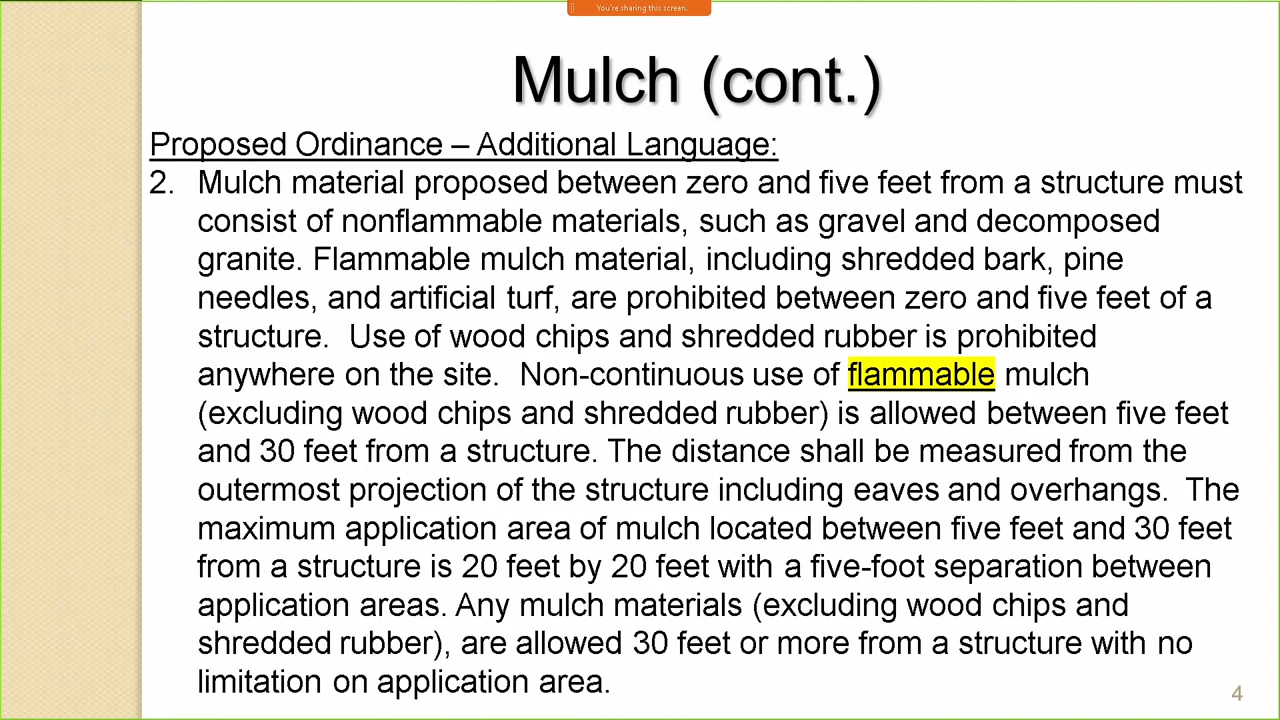 You're sharing this screen.
Mulch (cont.)
Proposed Ordinance – Additional Language:
2. Mulch material proposed between zero and five feet from a structure must
consist of nonflammable materials, such as gravel and decomposed
granite. Flammable mulch material, including shredded bark, pine
needles, and artificial turf, are prohibited between zero and five feet of a
structure.  Use of wood chips and shredded rubber is prohibited
anywhere on the site.  Non-continuous use of flammable mulch
(excluding wood chips and shredded rubber) is allowed between five feet
and 30 feet from a structure. The distance shall be measured from the
outermost projection of the structure including eaves and overhangs.  The
maximum application area of mulch located between five feet and 30 feet
from a structure is 20 feet by 20 feet with a five-foot separation between
application areas. Any mulch materials (excluding wood chips and
shredded rubber), are allowed 30 feet or more from a structure with no
limitation on application area.
4